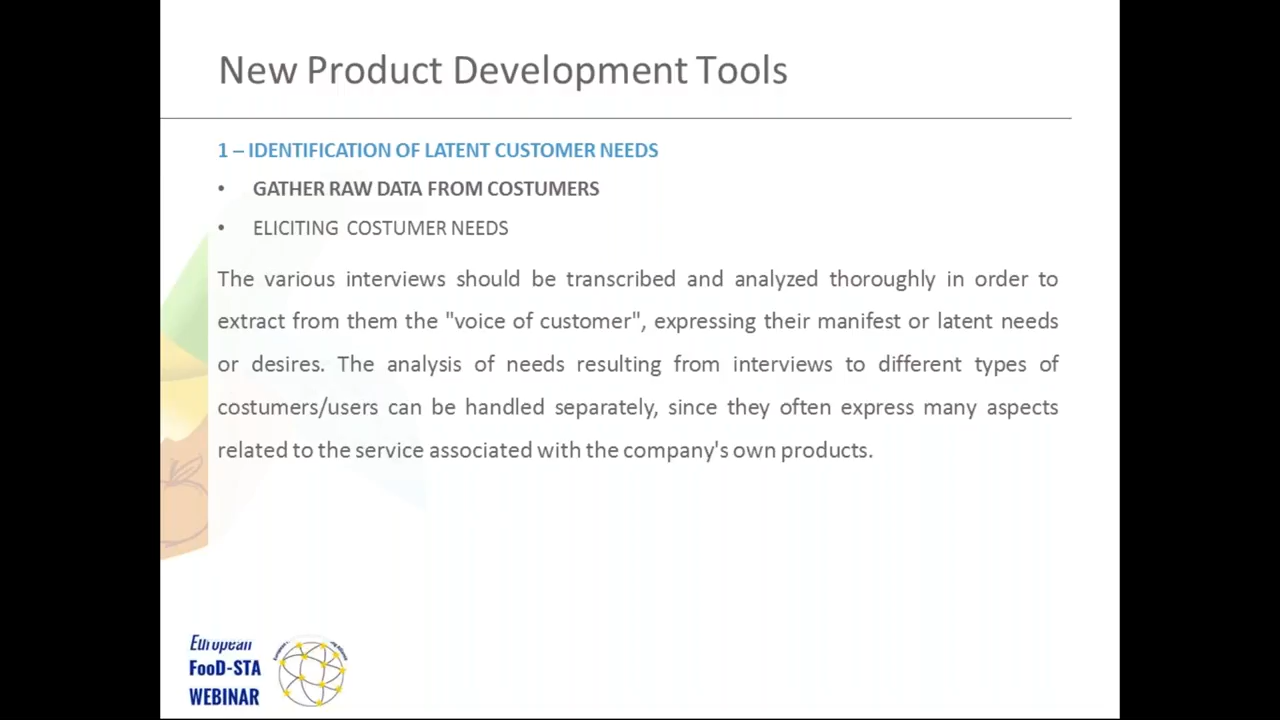 New Product Development Tools
1 – IDENTIFICATION OF LATENT CUSTOMER NEEDS
• GATHER RAW DATA FROM COSTUMERS
• ELICITING COSTUMER NEEDS
The various interviews should be transcribed and analyzed thoroughly in order to
extract from them the "voice of customer", expressing their manifest or latent needs
or desires. The analysis of needs resulting from interviews to different types of
costumers/users can be handled separately, since they often express many aspects
related to the service associated with the company's own products.
European
FooD-STA
WEBINAR